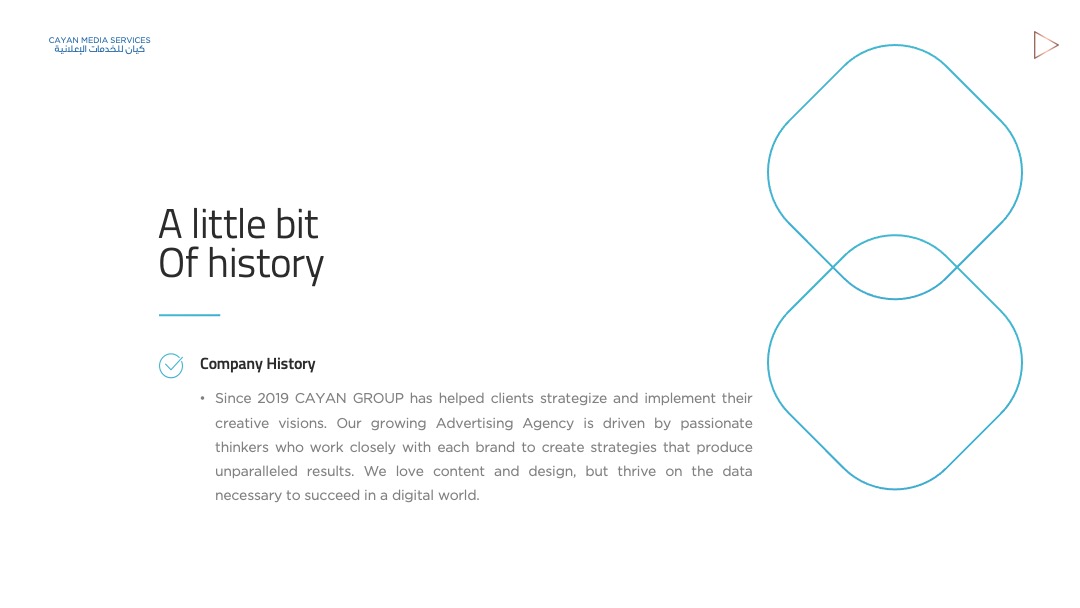 CAYAN MEDIA SERVICES
كيان للخدمات الإعلانية
A little bit
Of history
Company History
• Since 2019 CAYAN GROUP has helped clients strategize and implement their
creative visions. Our growing Advertising Agency is driven by passionate
thinkers who work closely with each brand to create strategies that produce
unparalleled results. We love content and design, but thrive on the data
necessary to succeed in a digital world.